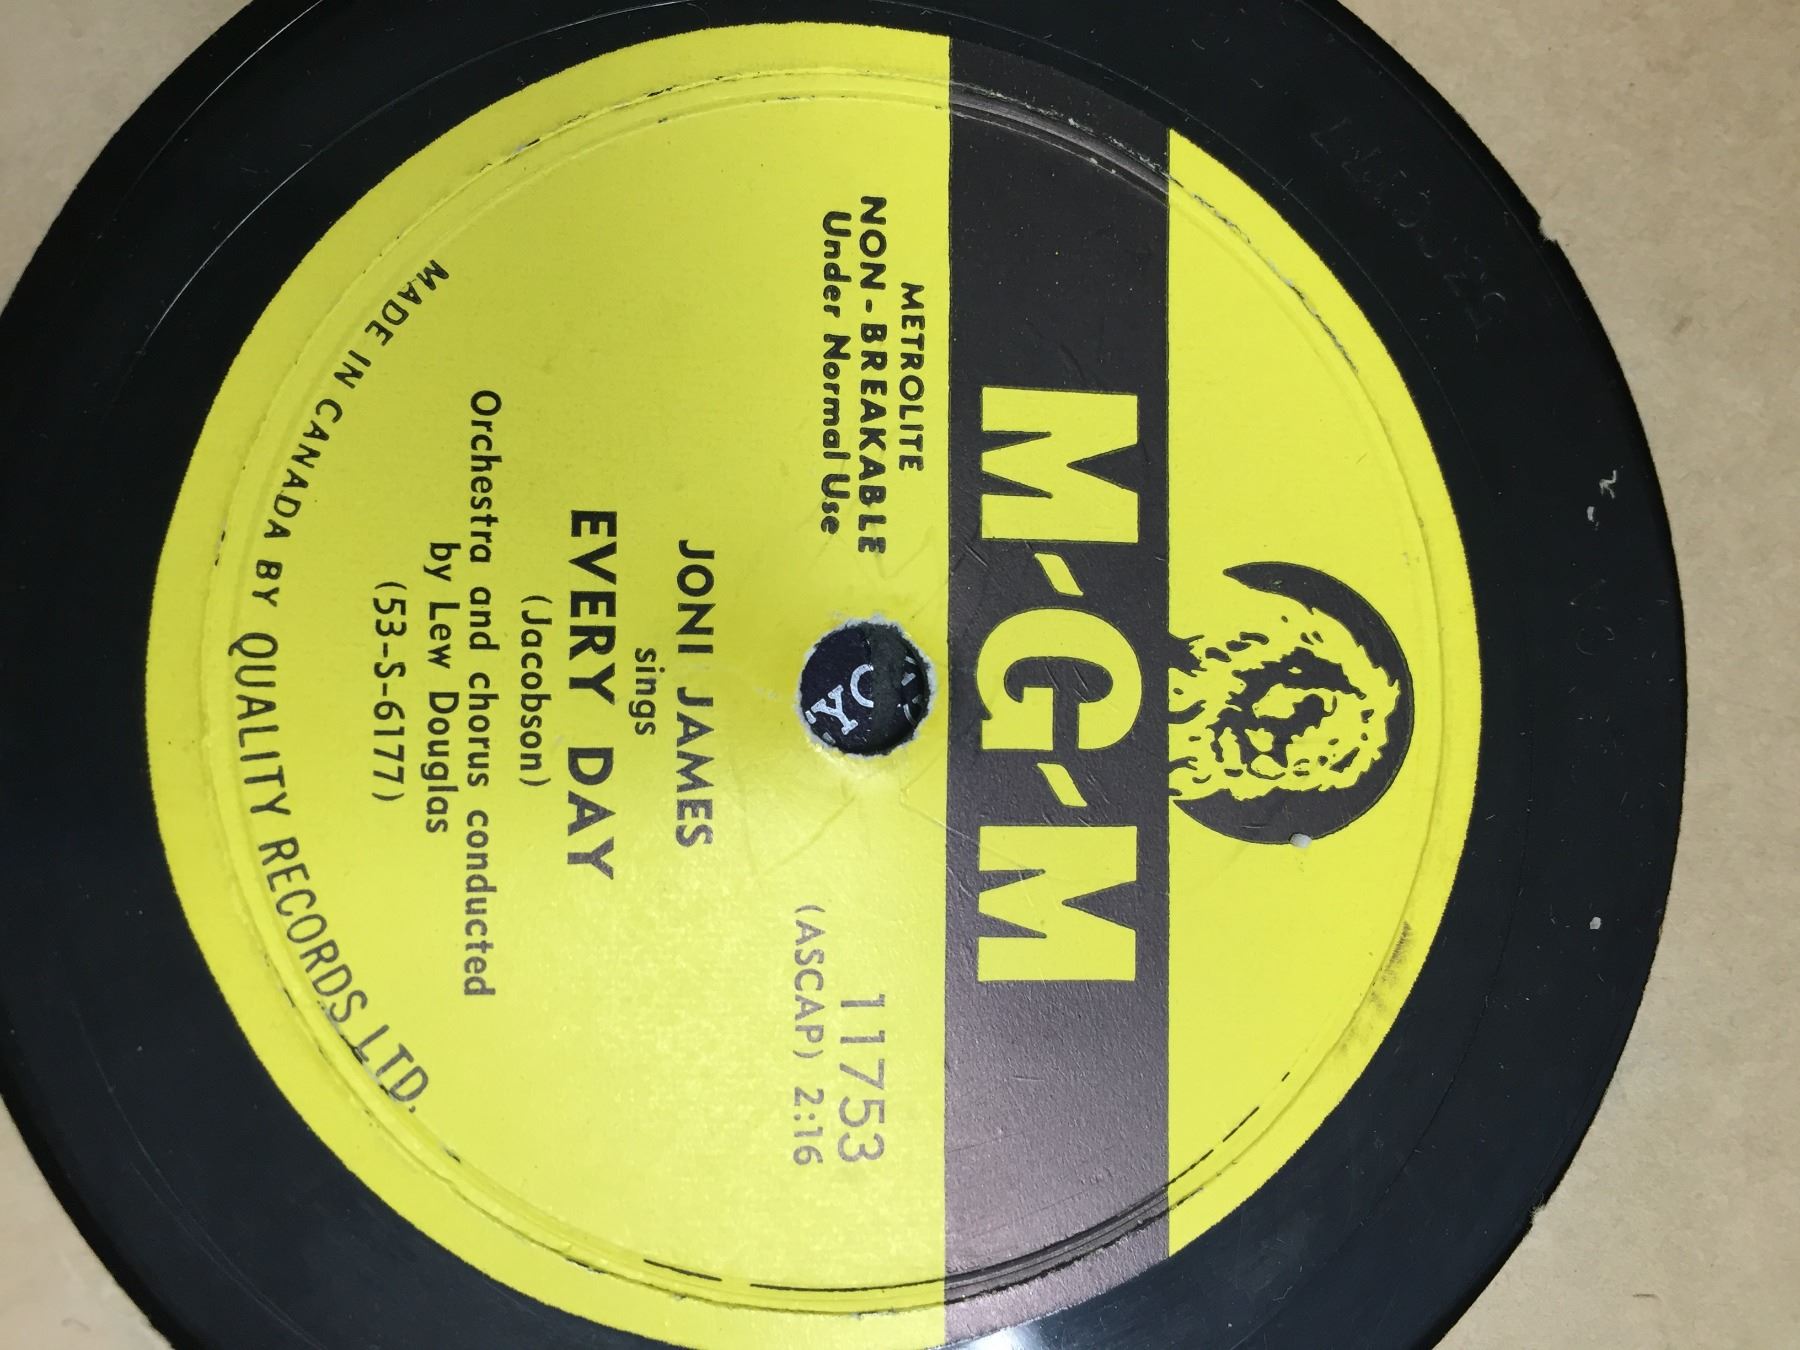 M-G-M
METROLITE
NON-BREAKABLE
Under Normal Use
11753
(ASCAP) 2:16
JONI JAMES
sings
EVERY DAY
(Jacobson)
Orchestra and chorus conducted
by Lew Douglas
(53-S-6177)
MADE IN CANADA BY QUALITY RECORDS LTD.